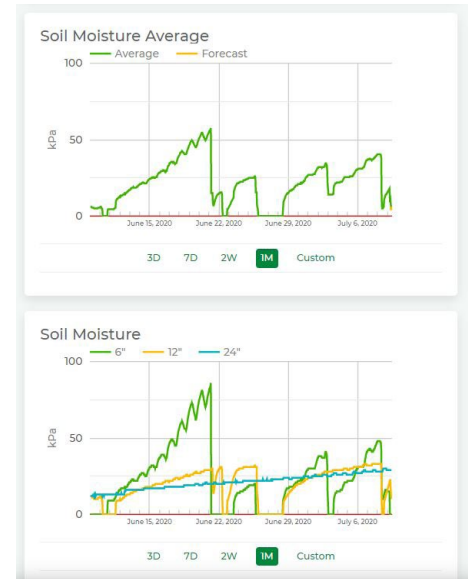 Soil Moisture Average
Average Forecast
100
kPa
50
0
June 15, 2020 June 22, 2020 June 29, 2020 July 6, 2020
3D 7D 2W 1M Custom
Soil Moisture
6" 12" 24"
100
kPa
50
0
June 15, 2020 June 22, 2020 June 29, 2020 July 6, 2020
3D 7D 2W 1M Custom